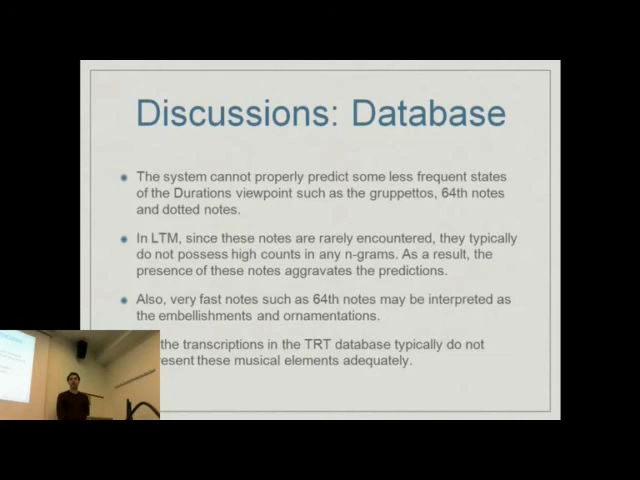 Discussions: Database
The system cannot properly predict some less frequent states
of the Durations viewpoint such as the gruppettos, 64th notes
and dotted notes.
In LTM, since these notes are rarely encountered, they typically
do not possess high counts in any n-grams. As a result, the
presence of these notes aggravates the predictions.
Also, very fast notes such as 64th notes may be interpreted as
the embellishments and ornamentations.
the transcriptions in the TRT database typically do not
resent these musical elements adequately.